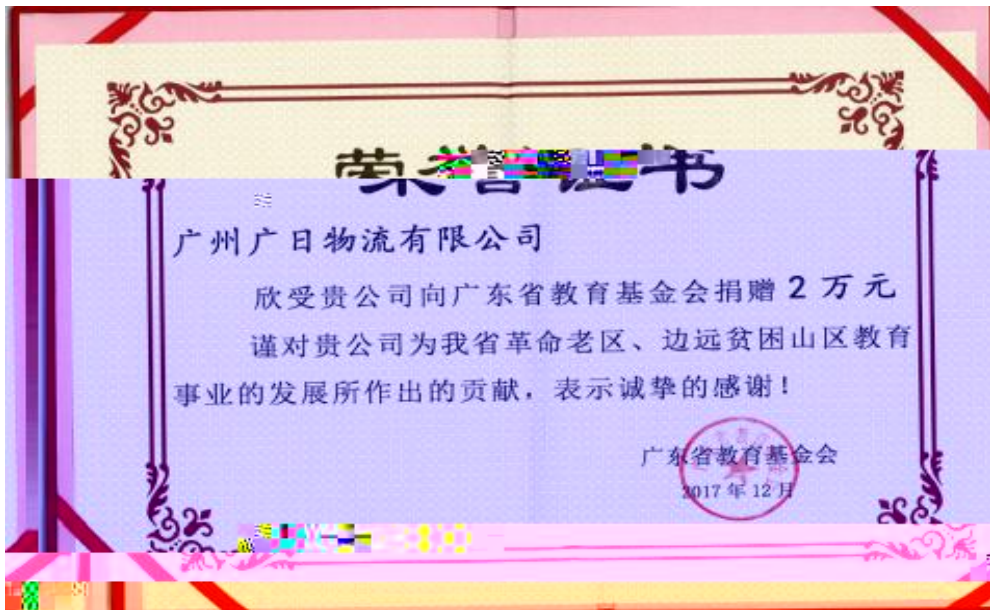 荣誉证书
广州广日物流有限公司
欣受贵公司向广东省教育基金会捐赠 2 万元
谨对贵公司为我省革命老区、边远贫困山区教育
事业的发展所作出的贡献，表示诚挚的感谢！
广东省教育基金会
2017 年 12 月